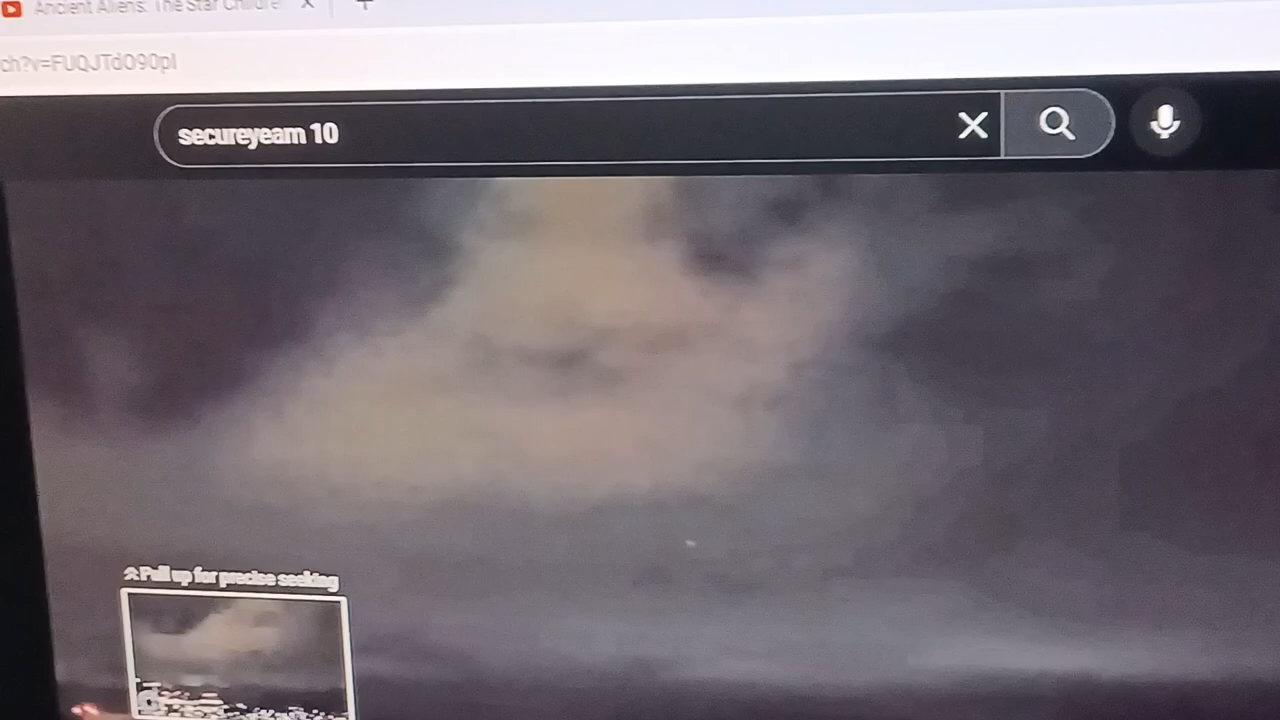 Ancient Aliens: The Star Childre
ch?v=FUQJTdO90pI
secureyeam 10
Pull up for precise seeking